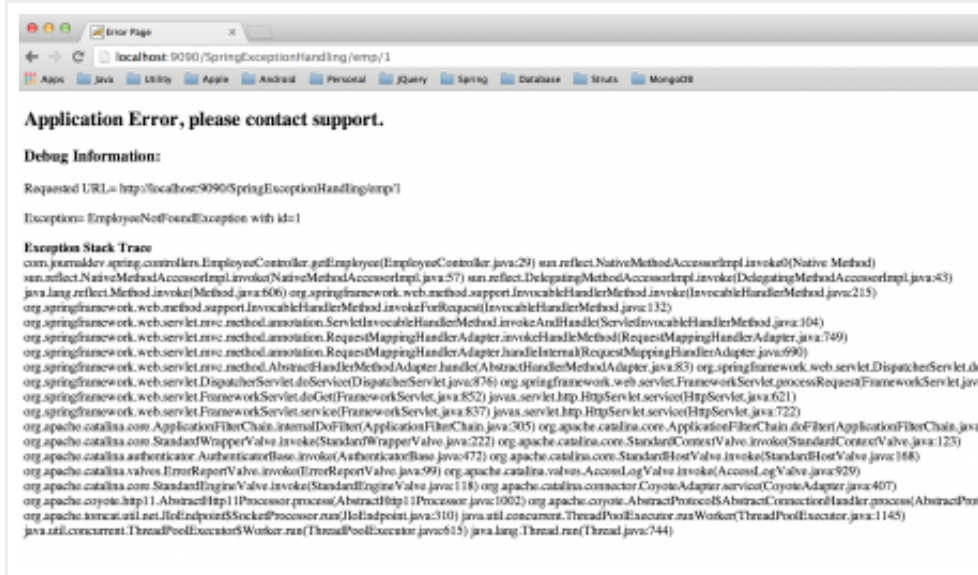 Error Page
localhost:9090/SpringExceptionHandling/emp/1
Apps Java Utility Apple Android Personal jQuery Spring Database Struts MongoDB
Application Error, please contact support.
Debug Information:
Requested URL= http://localhost:9090/SpringExceptionHandling/emp/1
Exception= EmployeeNotFoundException with id=1
Exception Stack Trace
com.journaldev.spring.controllers.EmployeeController.getEmployee(EmployeeController.java:29) sun.reflect.NativeMethodAccessorImpl.invoke0(Native Method)
sun.reflect.NativeMethodAccessorImpl.invoke(NativeMethodAccessorImpl.java:57) sun.reflect.DelegatingMethodAccessorImpl.invoke(DelegatingMethodAccessorImpl.java:43)
java.lang.reflect.Method.invoke(Method.java:606) org.springframework.web.method.support.InvocableHandlerMethod.invoke(InvocableHandlerMethod.java:215)
org.springframework.web.method.support.InvocableHandlerMethod.invokeForRequest(InvocableHandlerMethod.java:132)
org.springframework.web.servlet.mvc.method.annotation.ServletInvocableHandlerMethod.invokeAndHandle(ServletInvocableHandlerMethod.java:104)
org.springframework.web.servlet.mvc.method.annotation.RequestMappingHandlerAdapter.invokeHandleMethod(RequestMappingHandlerAdapter.java:749)
org.springframework.web.servlet.mvc.method.annotation.RequestMappingHandlerAdapter.handleInternal(RequestMappingHandlerAdapter.java:690)
org.springframework.web.servlet.mvc.method.AbstractHandlerMethodAdapter.handle(AbstractHandlerMethodAdapter.java:83) org.springframework.web.servlet.DispatcherServlet.do
org.springframework.web.servlet.DispatcherServlet.doService(DispatcherServlet.java:876) org.springframework.web.servlet.FrameworkServlet.processRequest(FrameworkServlet.jav
org.springframework.web.servlet.FrameworkServlet.doGet(FrameworkServlet.java:852) javax.servlet.http.HttpServlet.service(HttpServlet.java:621)
org.springframework.web.servlet.FrameworkServlet.service(FrameworkServlet.java:837) javax.servlet.http.HttpServlet.service(HttpServlet.java:722)
org.apache.catalina.core.ApplicationFilterChain.internalDoFilter(ApplicationFilterChain.java:305) org.apache.catalina.core.ApplicationFilterChain.doFilter(ApplicationFilterChain.java
org.apache.catalina.core.StandardWrapperValve.invoke(StandardWrapperValve.java:222) org.apache.catalina.core.StandardContextValve.invoke(StandardContextValve.java:123)
org.apache.catalina.authenticator.AuthenticatorBase.invoke(AuthenticatorBase.java:472) org.apache.catalina.core.StandardHostValve.invoke(StandardHostValve.java:168)
org.apache.catalina.valves.ErrorReportValve.invoke(ErrorReportValve.java:99) org.apache.catalina.valves.AccessLogValve.invoke(AccessLogValve.java:929)
org.apache.catalina.core.StandardEngineValve.invoke(StandardEngineValve.java:118) org.apache.catalina.connector.CoyoteAdapter.service(CoyoteAdapter.java:407)
org.apache.coyote.http11.AbstractHttp11Processor.process(AbstractHttp11Processor.java:1002) org.apache.coyote.AbstractProtocol$AbstractConnectionHandler.process(AbstractPro
org.apache.tomcat.util.net.JIoEndpoint$SocketProcessor.run(JIoEndpoint.java:310) java.util.concurrent.ThreadPoolExecutor.runWorker(ThreadPoolExecutor.java:1145)
java.util.concurrent.ThreadPoolExecutor$Worker.run(ThreadPoolExecutor.java:615) java.lang.Thread.run(Thread.java:744)